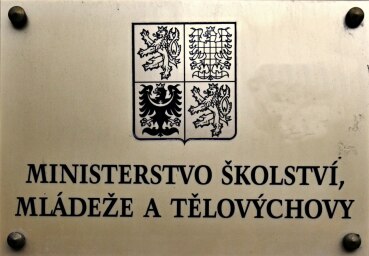 MINISTERSTVO ŠKOLSTVÍ,
MLÁDEŽE A TĚLOVÝCHOVY